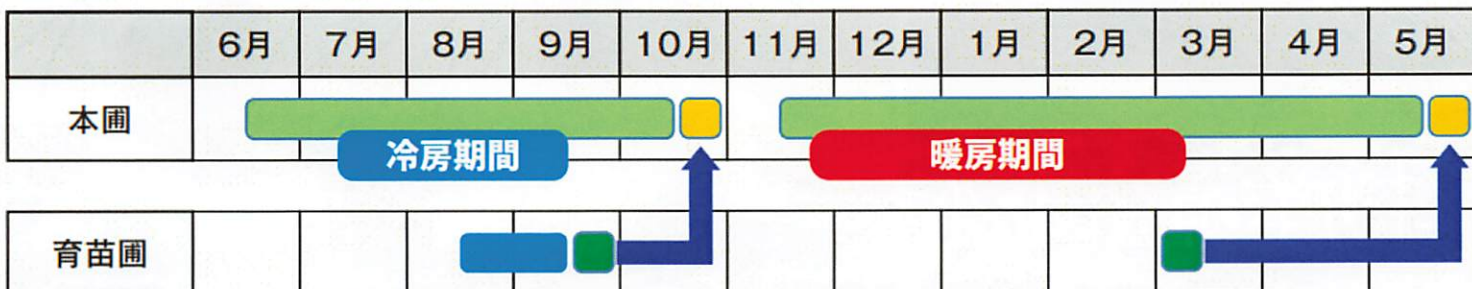 6月 7月 8月 9月 10月 11月 12月 1月 2月 3月 4月 5月
本圃
冷房期間 暖房期間
育苗圃